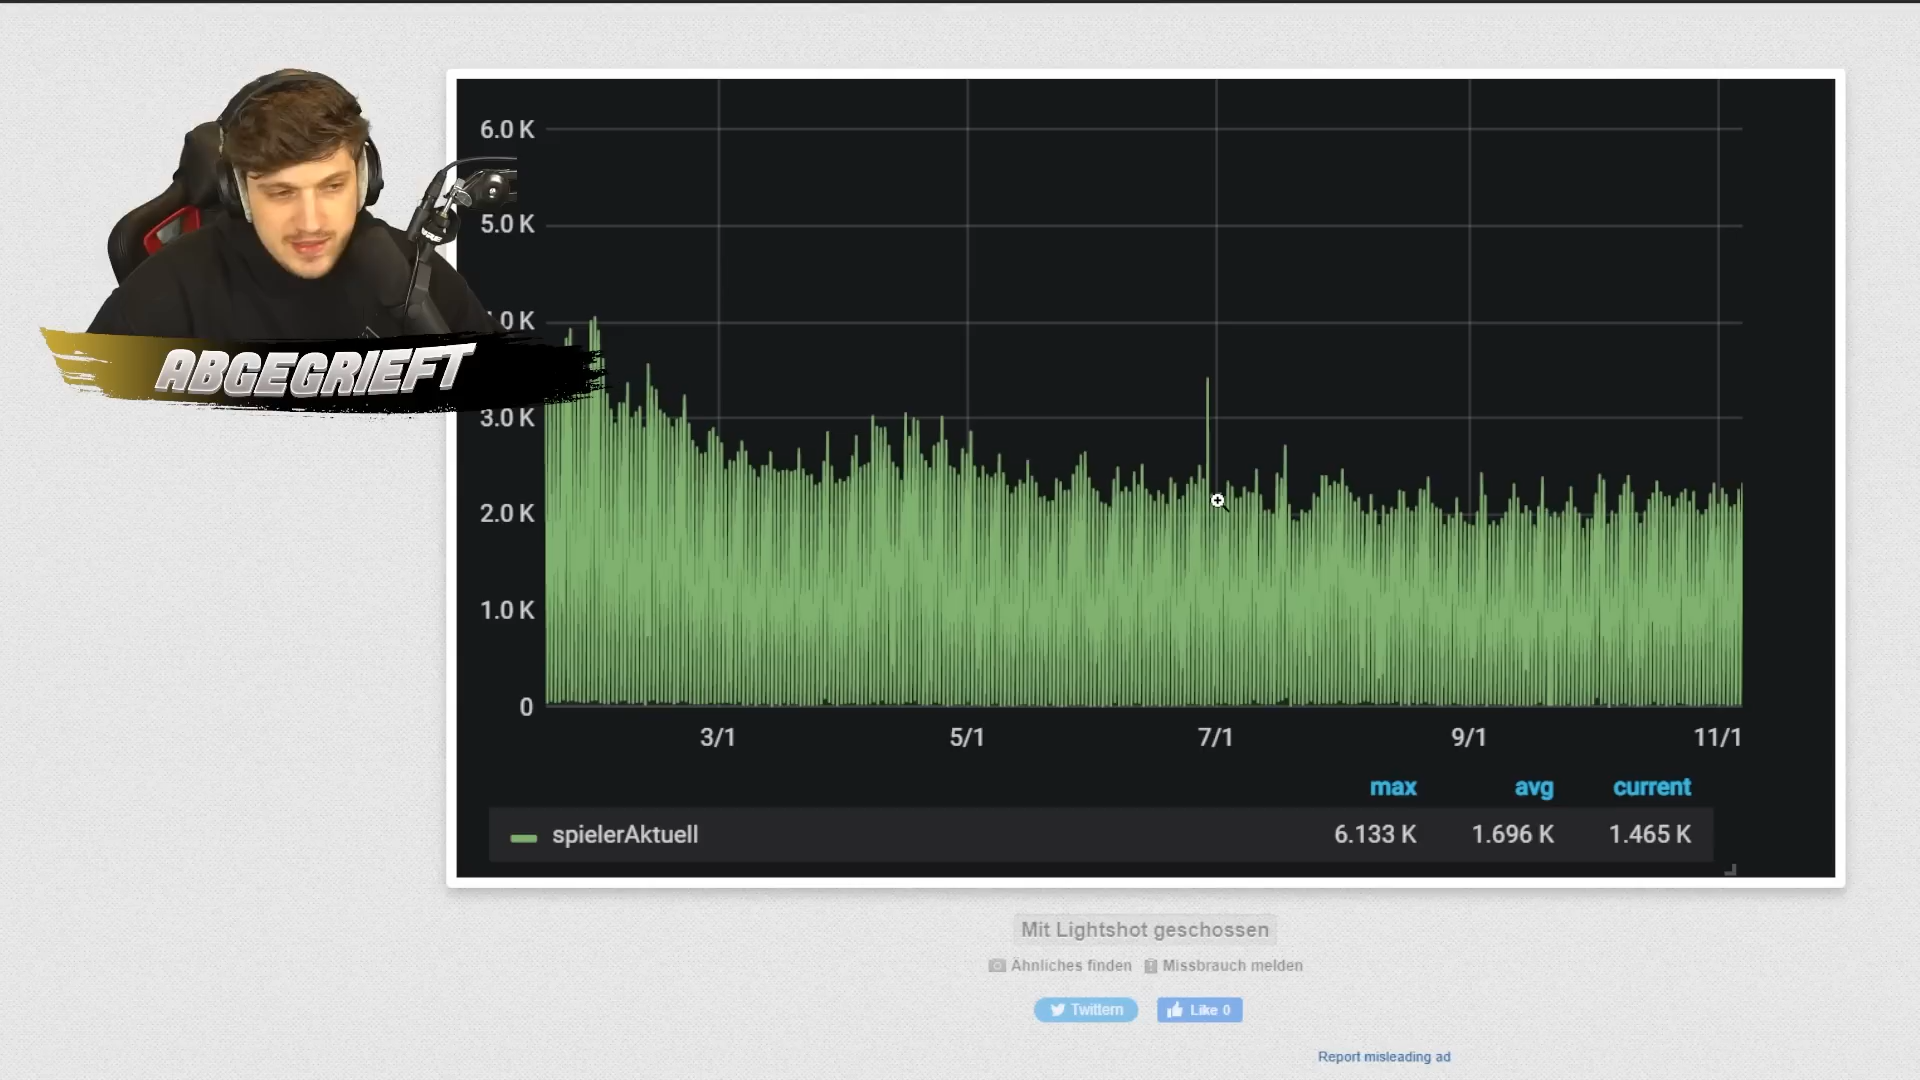 6.0 K
5.0 K
.0 K
ABGEGRIEFT
3.0 K
2.0 K
1.0 K
0
3/1 5/1 7/1 9/1 11/1
max avg current
spielerAktuell 6.133 K 1.696 K 1.465 K
Mit Lightshot geschossen
Ähnliches finden Missbrauch melden
Twittern Like 0
Report misleading ad